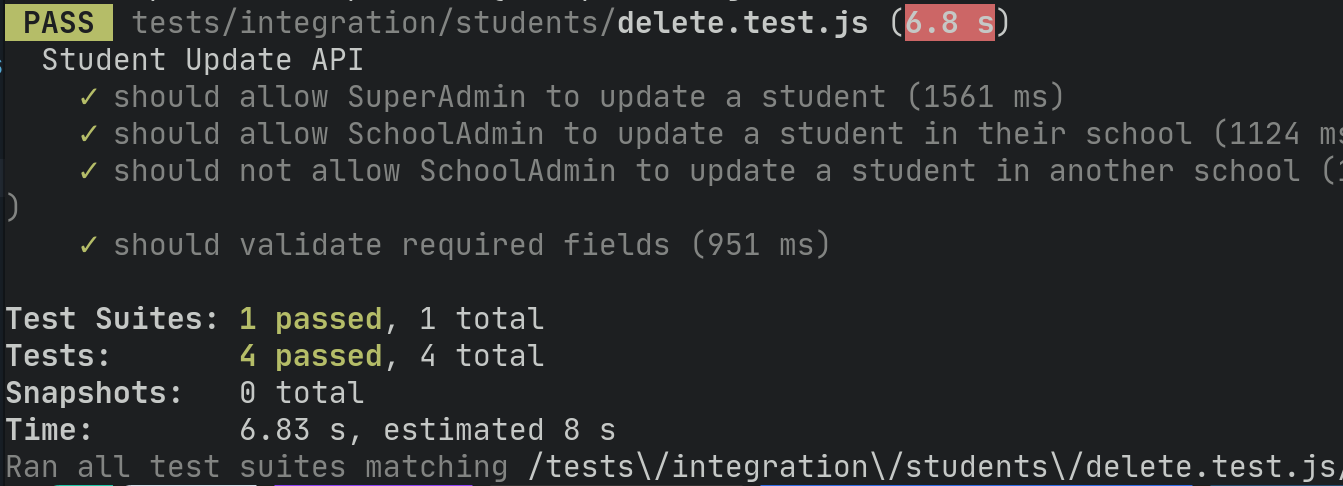 PASS tests/integration/students/delete.test.js (6.8 s)
Student Update API
✓ should allow SuperAdmin to update a student (1561 ms)
✓ should allow SchoolAdmin to update a student in their school (1124 ms
✓ should not allow SchoolAdmin to update a student in another school (1
)
✓ should validate required fields (951 ms)
Test Suites: 1 passed, 1 total
Tests: 4 passed, 4 total
Snapshots: 0 total
Time: 6.83 s, estimated 8 s
Ran all test suites matching /tests\/integration\/students\/delete.test.js/